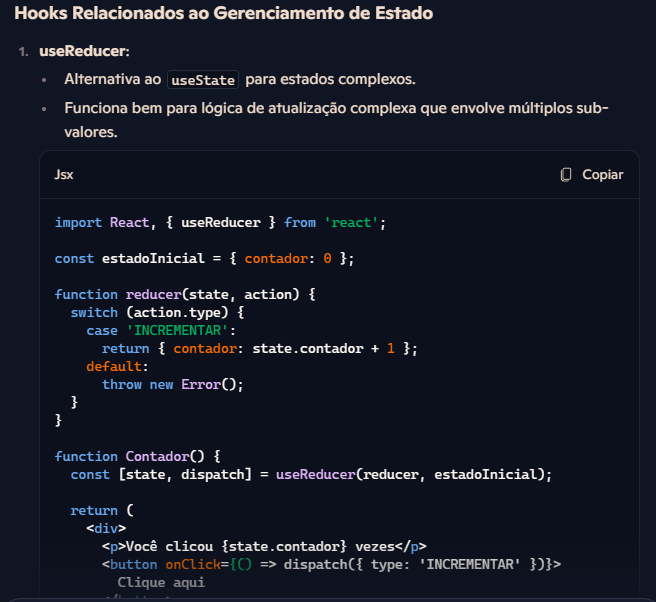 Hooks Relacionados ao Gerenciamento de Estado
1. useReducer:
• Alternativa ao useState para estados complexos.
• Funciona bem para lógica de atualização complexa que envolve múltiplos sub-
valores.
Jsx
Copiar
import React, { useReducer } from 'react';
const estadoInicial = { contador: 0 };
function reducer(state, action) {
switch (action.type) {
case 'INCREMENTAR':
return { contador: state.contador + 1 };
default:
throw new Error();
}
}
function Contador() {
const [state, dispatch] = useReducer(reducer, estadoInicial);
return (
<div>
<p>Você clicou {state.contador} vezes</p>
<button onClick={() => dispatch({ type: 'INCREMENTAR' })}>
Clique aqui